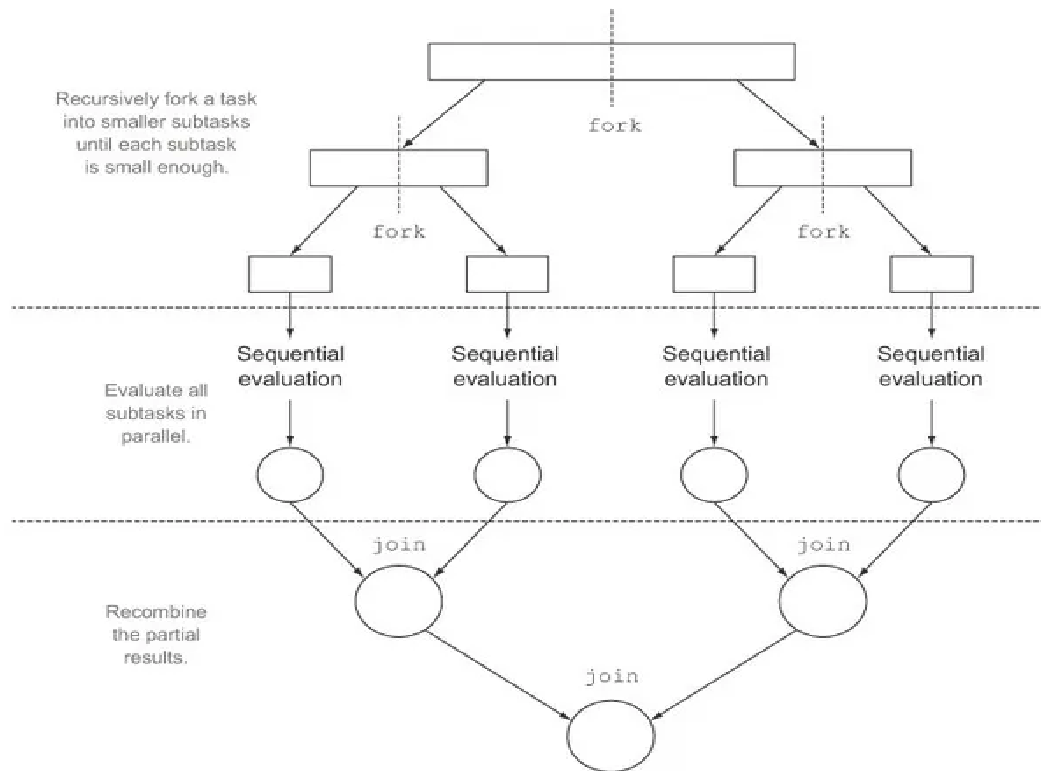 Recursively fork a task
into smaller subtasks
until each subtask
is small enough.
fork
fork
fork
Sequential
evaluation
Sequential
evaluation
Sequential
evaluation
Sequential
evaluation
Evaluate all
subtasks in
parallel.
join
join
Recombine
the partial
results.
join